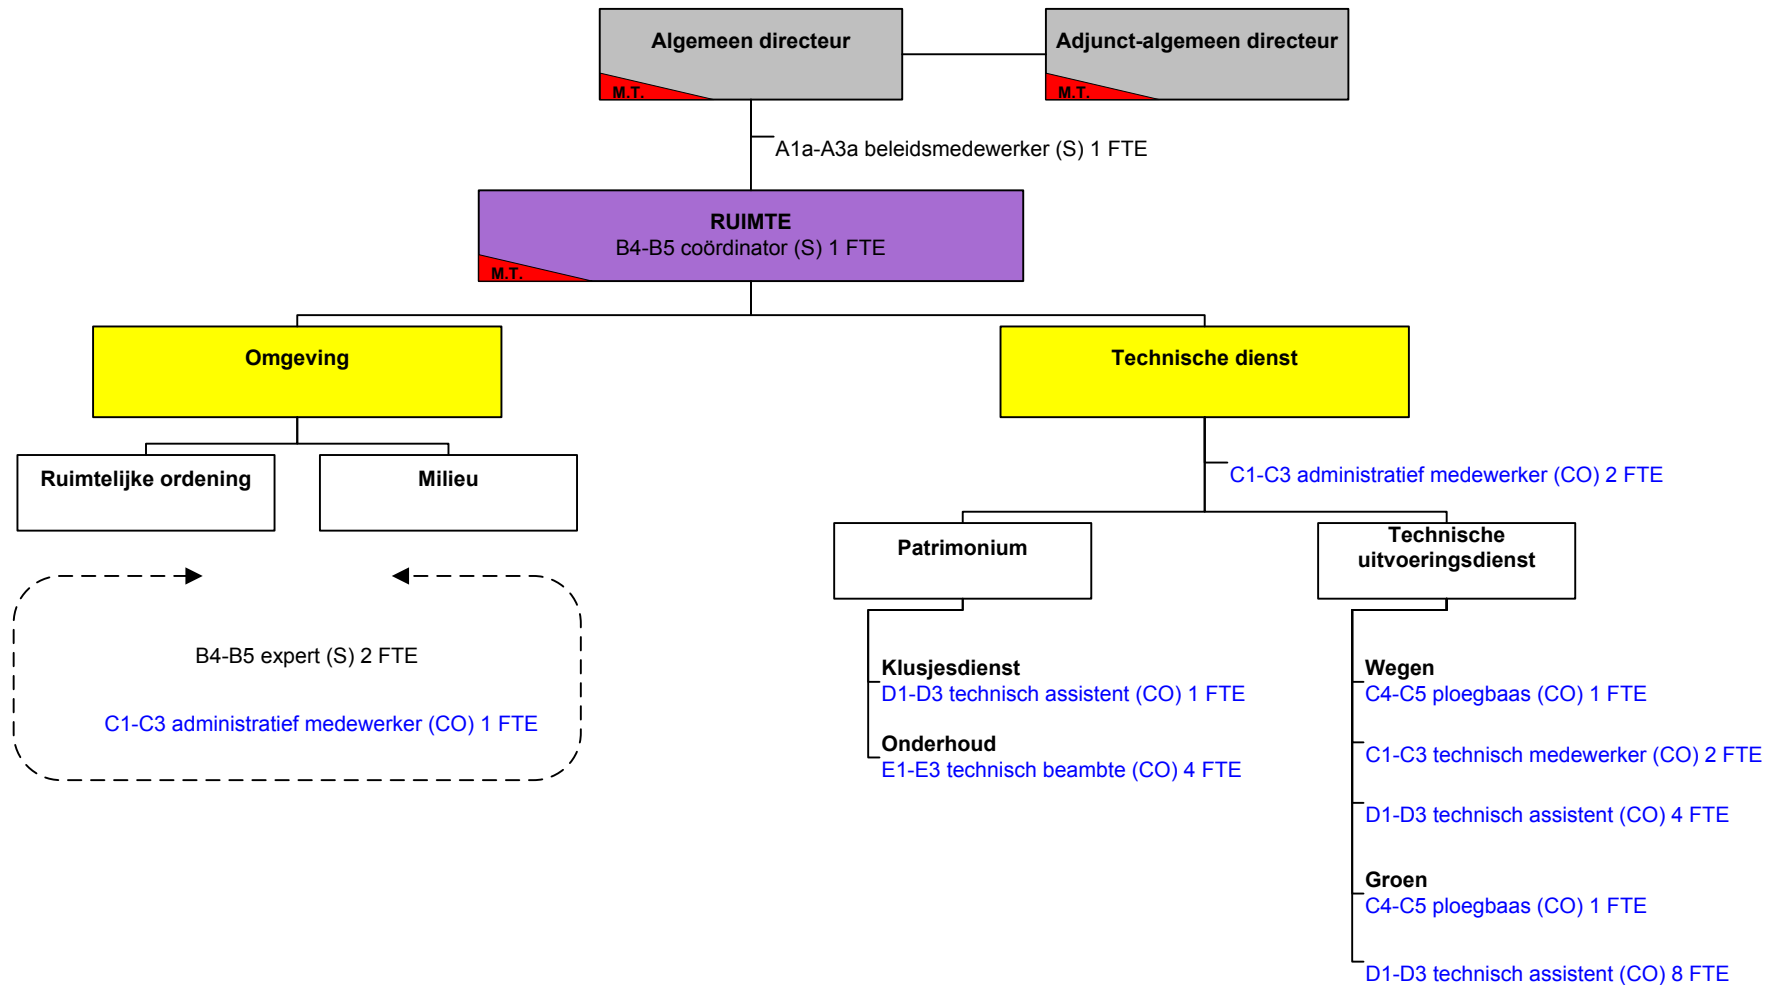 Algemeen directeur
M.T.
Adjunct-algemeen directeur
M.T.
A1a-A3a beleidsmedewerker (S) 1 FTE
RUIMTE
B4-B5 coördinator (S) 1 FTE
M.T.
Omgeving
Technische dienst
Ruimtelijke ordening
Milieu
C1-C3 administratief medewerker (CO) 2 FTE
Patrimonium
Technische
uitvoeringsdienst
B4-B5 expert (S) 2 FTE
C1-C3 administratief medewerker (CO) 1 FTE
Klusjesdienst
D1-D3 technisch assistent (CO) 1 FTE
Onderhoud
E1-E3 technisch beambte (CO) 4 FTE
Wegen
C4-C5 ploegbaas (CO) 1 FTE
C1-C3 technisch medewerker (CO) 2 FTE
D1-D3 technisch assistent (CO) 4 FTE
Groen
C4-C5 ploegbaas (CO) 1 FTE
D1-D3 technisch assistent (CO) 8 FTE